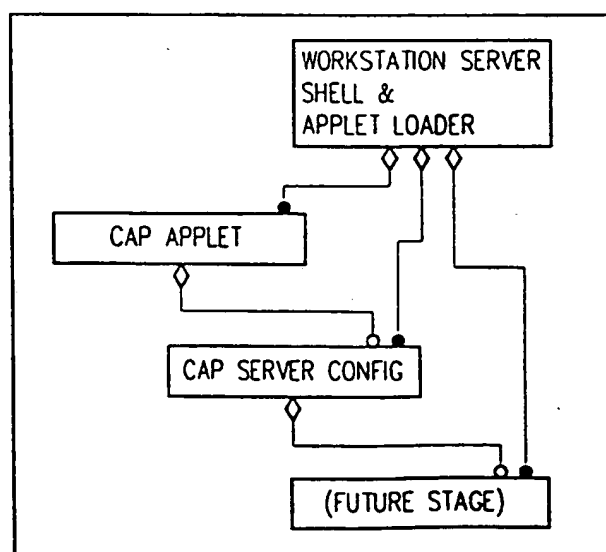 WORKSTATION SERVER
SHELL &
APPLET LOADER
CAP APPLET
CAP SERVER CONFIG
(FUTURE STAGE)